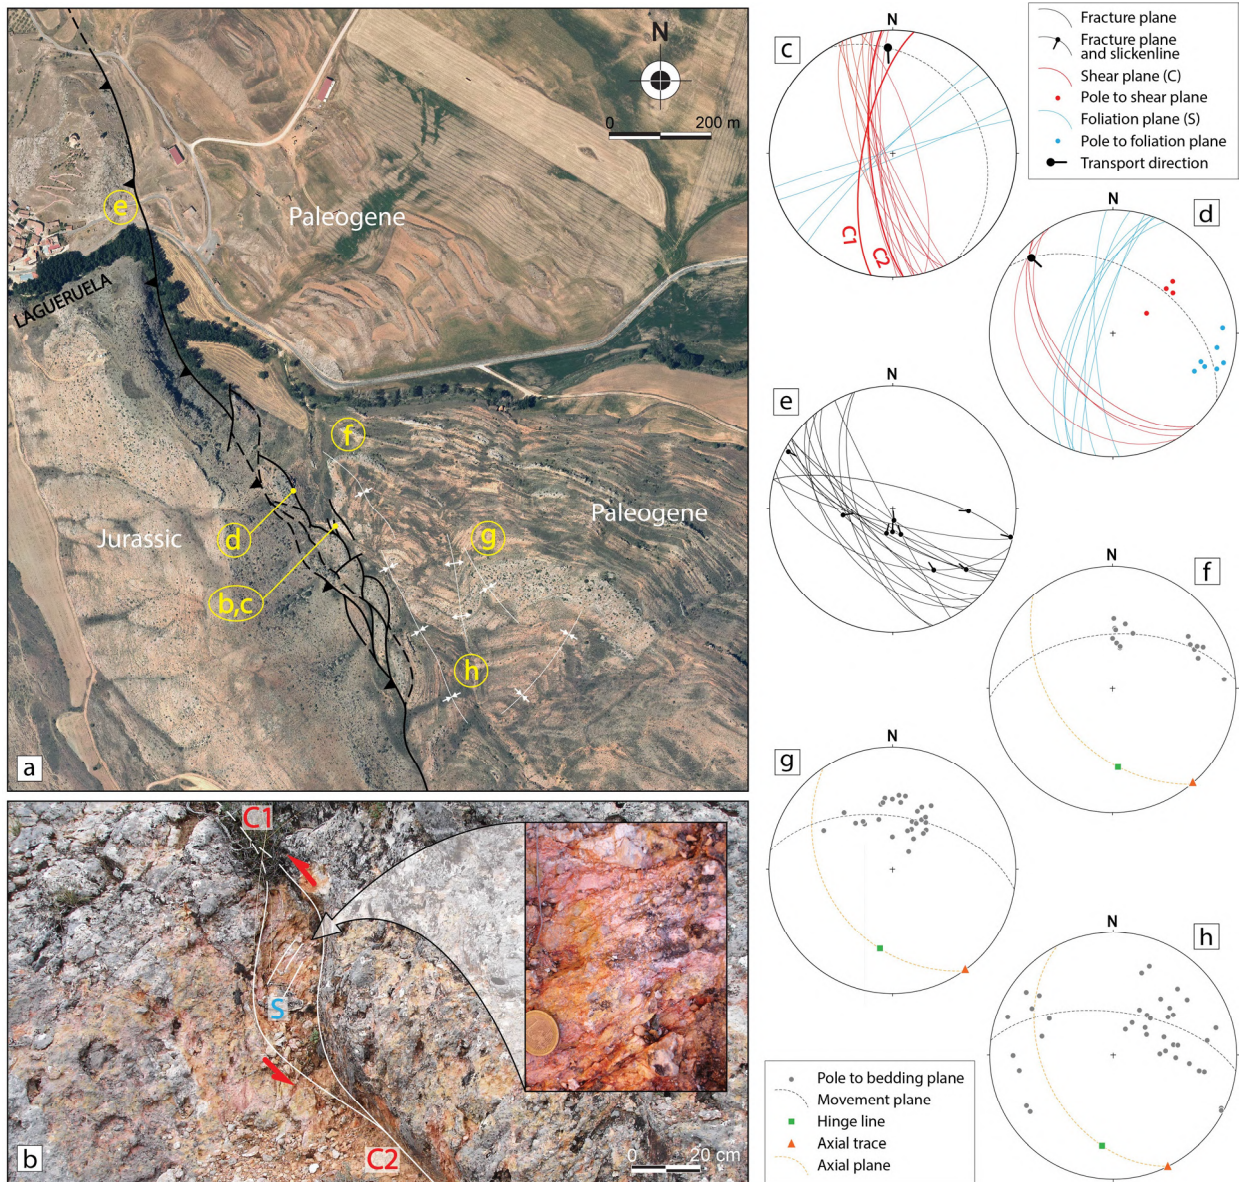 N
0 200 m
e
Paleogene
LAGUERUELA
f
Jurassic
d
b,c
g
Paleogene
h
a
C1
S
C2
0 20 cm
b
c
N
C1
C2
Fracture plane
Fracture plane
and slickenline
Shear plane (C)
Pole to shear plane
Foliation plane (S)
Pole to foliation plane
Transport direction
N
d
e
N
N
f
g
N
N
h
Pole to bedding plane
Movement plane
Hinge line
Axial trace
Axial plane